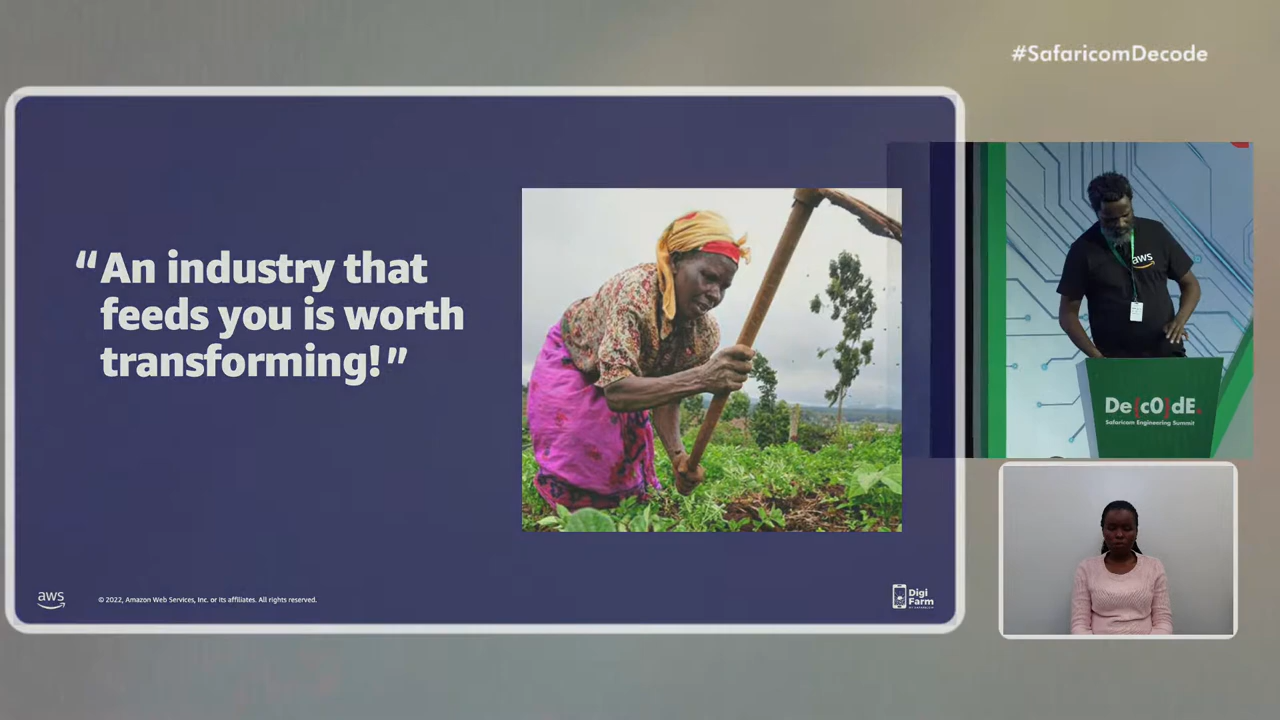 #SafaricomDecode
“An industry that
feeds you is worth
transforming!”
aws
De{c0}dE
Safaricom Engineering Summit
aws
© 2022, Amazon Web Services, Inc. or its affiliates. All rights reserved.
Digi
Farm